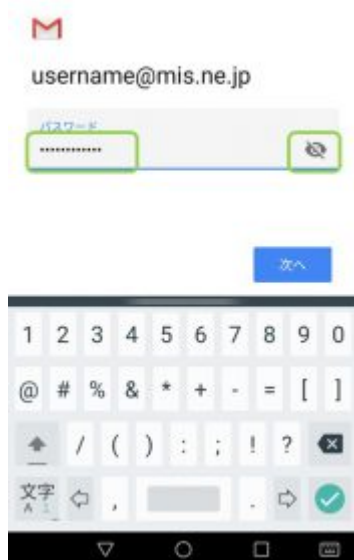 username@mis.ne.jp
パスワード
••••••••••••
次へ
1 2 3 4 5 6 7 8 9 0
@ # % & * + - = [ ]
/ ( ) : ; ! ?
文字 , .
A 1